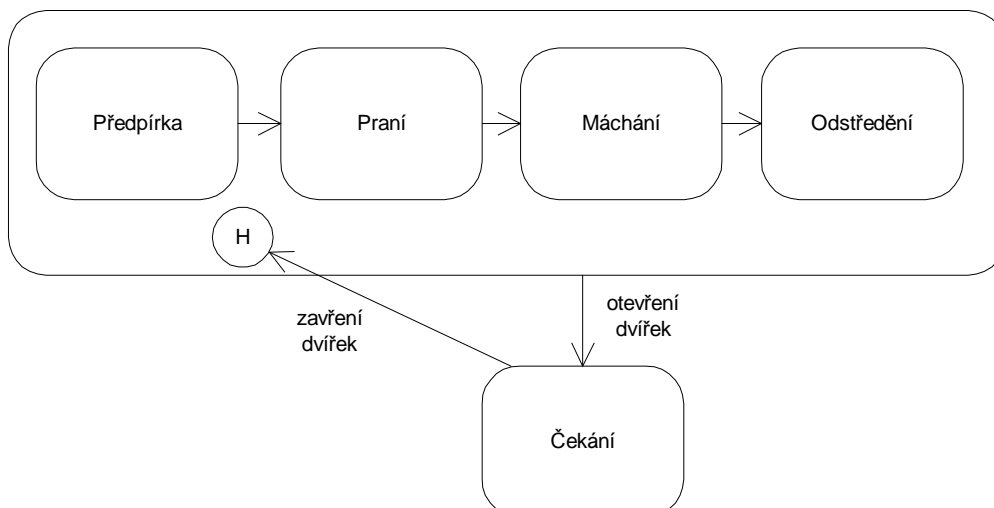 Předpírka
Praní
Máchání
Odstředění
H
zavření
dvířek
otevření
dvířek
Čekání